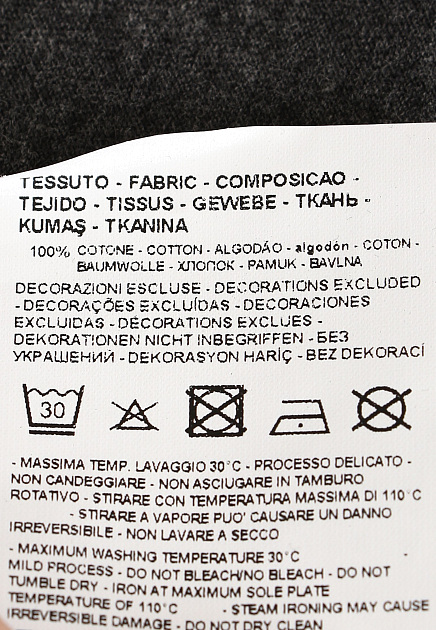 TESSUTO - FABRIC - COMPOSICAO -
TEJIDO - TISSUS - GEWEBE - ТКАНЬ -
KUMAŞ - TKANINA
100% COTONE - COTTON - ALGODÃO - algodón - COTON -
BAUMWOLLE - ХЛОПОК - PAMUK - BAVLNA
DECORAZIONI ESCLUSE - DECORATIONS EXCLUDED
- DECORAÇÕES EXCLUÍDAS - DECORACIONES
EXCLUIDAS - DÉCORATIONS EXCLUES -
DEKORATIONEN NICHT INBEGRIFFEN - БЕЗ
УКРАШЕНИЙ - DEKORASYON HARİÇ - BEZ DEKORACÍ
30
- MASSIMA TEMP. LAVAGGIO 30°C - PROCESSO DELICATO -
NON CANDEGGIARE - NON ASCIUGARE IN TAMBURO
ROTATIVO - STIRARE CON TEMPERATURA MASSIMA DI 110°C
- STIRARE A VAPORE PUO' CAUSARE UN DANNO
IRREVERSIBILE - NON LAVARE A SECCO
- MAXIMUM WASHING TEMPERATURE 30°C -
MILD PROCESS - DO NOT BLEACH/NO BLEACH - DO NOT
TUMBLE DRY - IRON AT MAXIMUM SOLE PLATE
TEMPERATURE OF 110°C - STEAM IRONING MAY CAUSE
IRREVERSIBLE DAMAGE - DO NOT DRY CLEAN